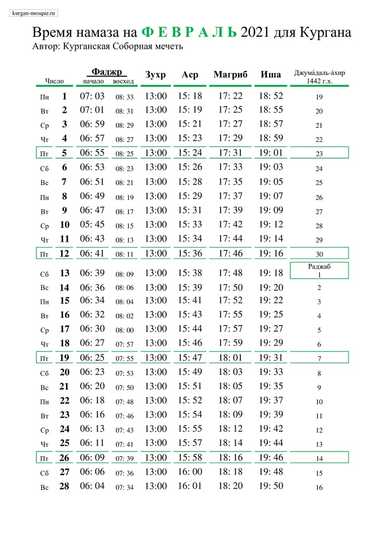 kurgan-mosque.ru
Время намаза на Ф Е В Р А Л Ь 2021 для Кургана
Автор: Курганская Соборная мечеть
Фаджр Зухр Аср Магриб Иша Джумáдаль-áхир
Число начало восход 1442 г.х.
Пн 1 07: 03 08: 33 13:00 15: 18 17: 22 18: 52 19
Вт 2 07: 01 08: 31 13:00 15: 19 17: 25 18: 55 20
Ср 3 06: 59 08: 29 13:00 15: 21 17: 27 18: 57 21
Чт 4 06: 57 08: 27 13:00 15: 23 17: 29 18: 59 22
Пт 5 06: 55 08: 25 13:00 15: 24 17: 31 19: 01 23
Сб 6 06: 53 08: 23 13:00 15: 26 17: 33 19: 03 24
Вс 7 06: 51 08: 21 13:00 15: 28 17: 35 19: 05 25
Пн 8 06: 49 08: 19 13:00 15: 29 17: 37 19: 07 26
Вт 9 06: 47 08: 17 13:00 15: 31 17: 39 19: 09 27
Ср 10 05: 45 08: 15 13:00 15: 33 17: 42 19: 12 28
Чт 11 06: 43 08: 13 13:00 15: 34 17: 44 19: 14 29
Пт 12 06: 41 08: 11 13:00 15: 36 17: 46 19: 16 30
Раджаб
Сб 13 06: 39 08: 09 13:00 15: 38 17: 48 19: 18 1
Вс 14 06: 36 08: 06 13:00 15: 39 17: 50 19: 20 2
Пн 15 06: 34 08: 04 13:00 15: 41 17: 52 19: 22 3
Вт 16 06: 32 08: 02 13:00 15: 43 17: 55 19: 25 4
Ср 17 06: 30 08: 00 13:00 15: 44 17: 57 19: 27 5
Чт 18 06: 27 07: 57 13:00 15: 46 17: 59 19: 29 6
Пт 19 06: 25 07: 55 13:00 15: 47 18: 01 19: 31 7
Сб 20 06: 23 07: 53 13:00 15: 49 18: 03 19: 33 8
Вс 21 06: 20 07: 50 13:00 15: 51 18: 05 19: 35 9
Пн 22 06: 18 07: 48 13:00 15: 52 18: 07 19: 37 10
Вт 23 06: 16 07: 46 13:00 15: 54 18: 09 19: 39 11
Ср 24 06: 13 07: 43 13:00 15: 55 18: 12 19: 42 12
Чт 25 06: 11 07: 41 13:00 15: 57 18; 14 19: 44 13
Пт 26 06: 09 07: 39 13:00 15: 58 18: 16 19: 46 14
Сб 27 06: 06 07: 36 13:00 16: 00 18: 18 19: 48 15
Вс 28 06: 04 07: 34 13:00 16: 01 18: 20 19: 50 16